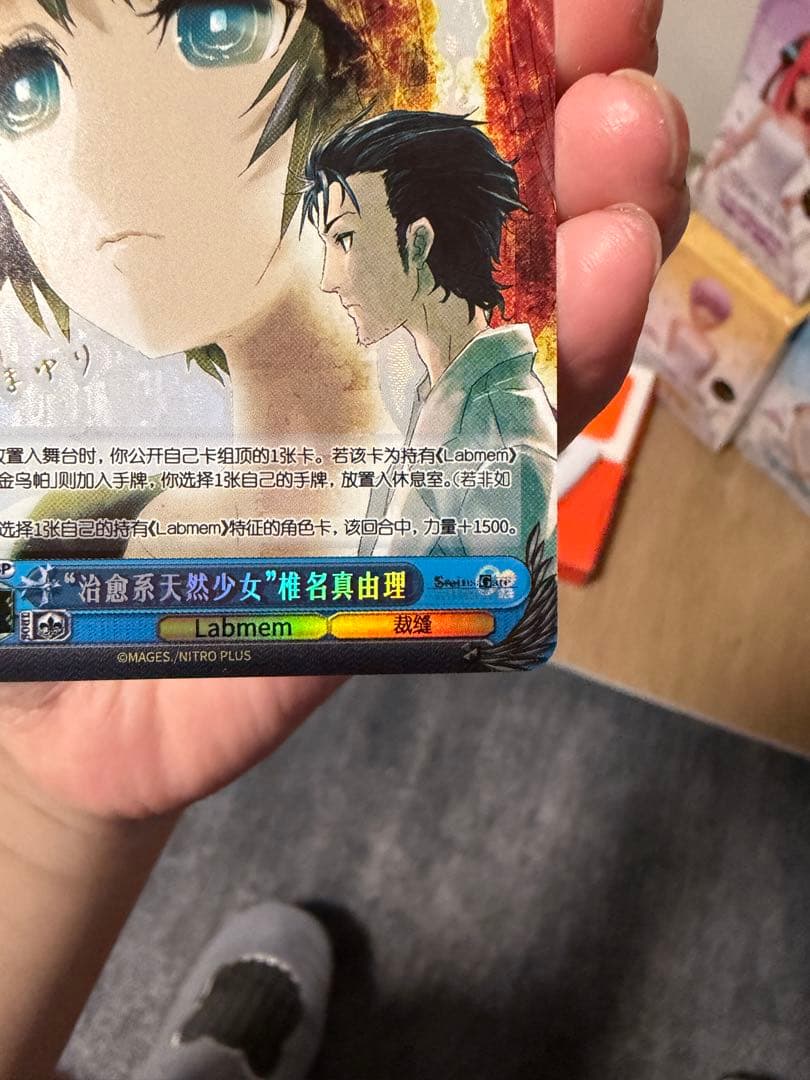 まゆり
放置入舞台时，你公开自己卡组顶的1张卡。若该卡为持有《Labmem》
金乌帕」则加入手牌，你选择1张自己的手牌，放置入休息室。（若非如
选择1张自己的持有《Labmem》特征的角色卡，该回合中，力量+1500。
SP
“治愈系天然少女”椎名真由理
Steins;Gate
SOUL
Labmem
裁缝
©MAGES./NITRO PLUS